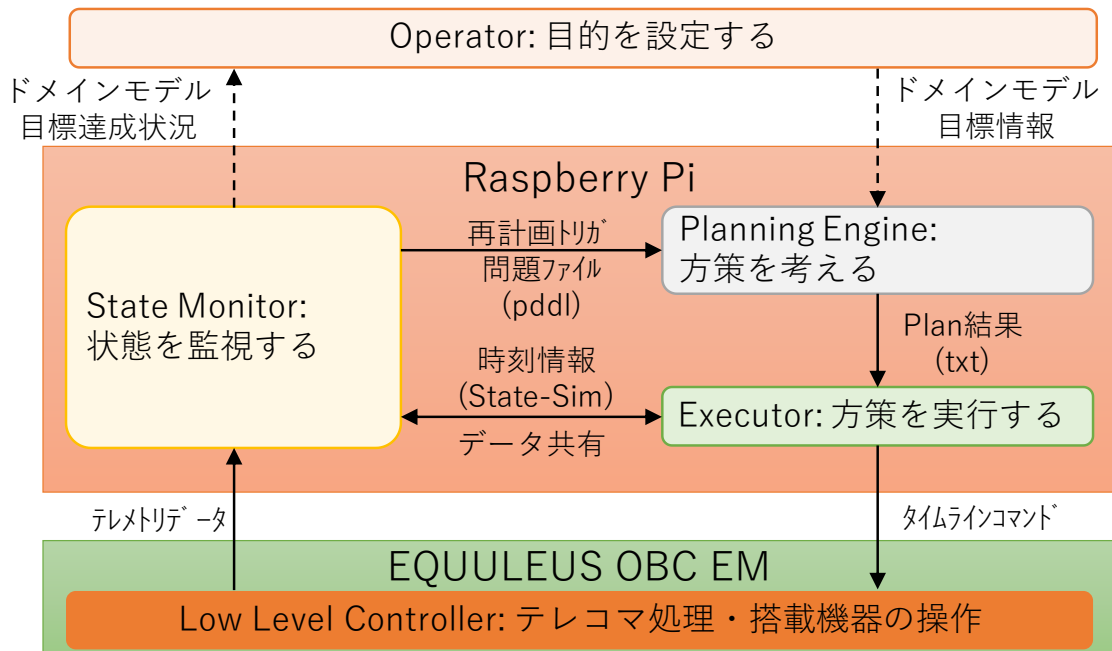 Operator: 目的を設定する
ドメインモデル
目標達成状況
ドメインモデル
目標情報
Raspberry Pi
State Monitor:
状態を監視する
再計画ﾄﾘｶﾞ
問題ﾌｧｲﾙ
(pddl)
Planning Engine:
方策を考える
Plan結果
(txt)
時刻情報
(State-Sim)
データ共有
Executor: 方策を実行する
ﾃﾚﾒﾄﾘﾃﾞｰﾀ
ﾀｲﾑﾗｲﾝｺﾏﾝﾄﾞ
EQUULEUS OBC EM
Low Level Controller: テレコマ処理・搭載機器の操作